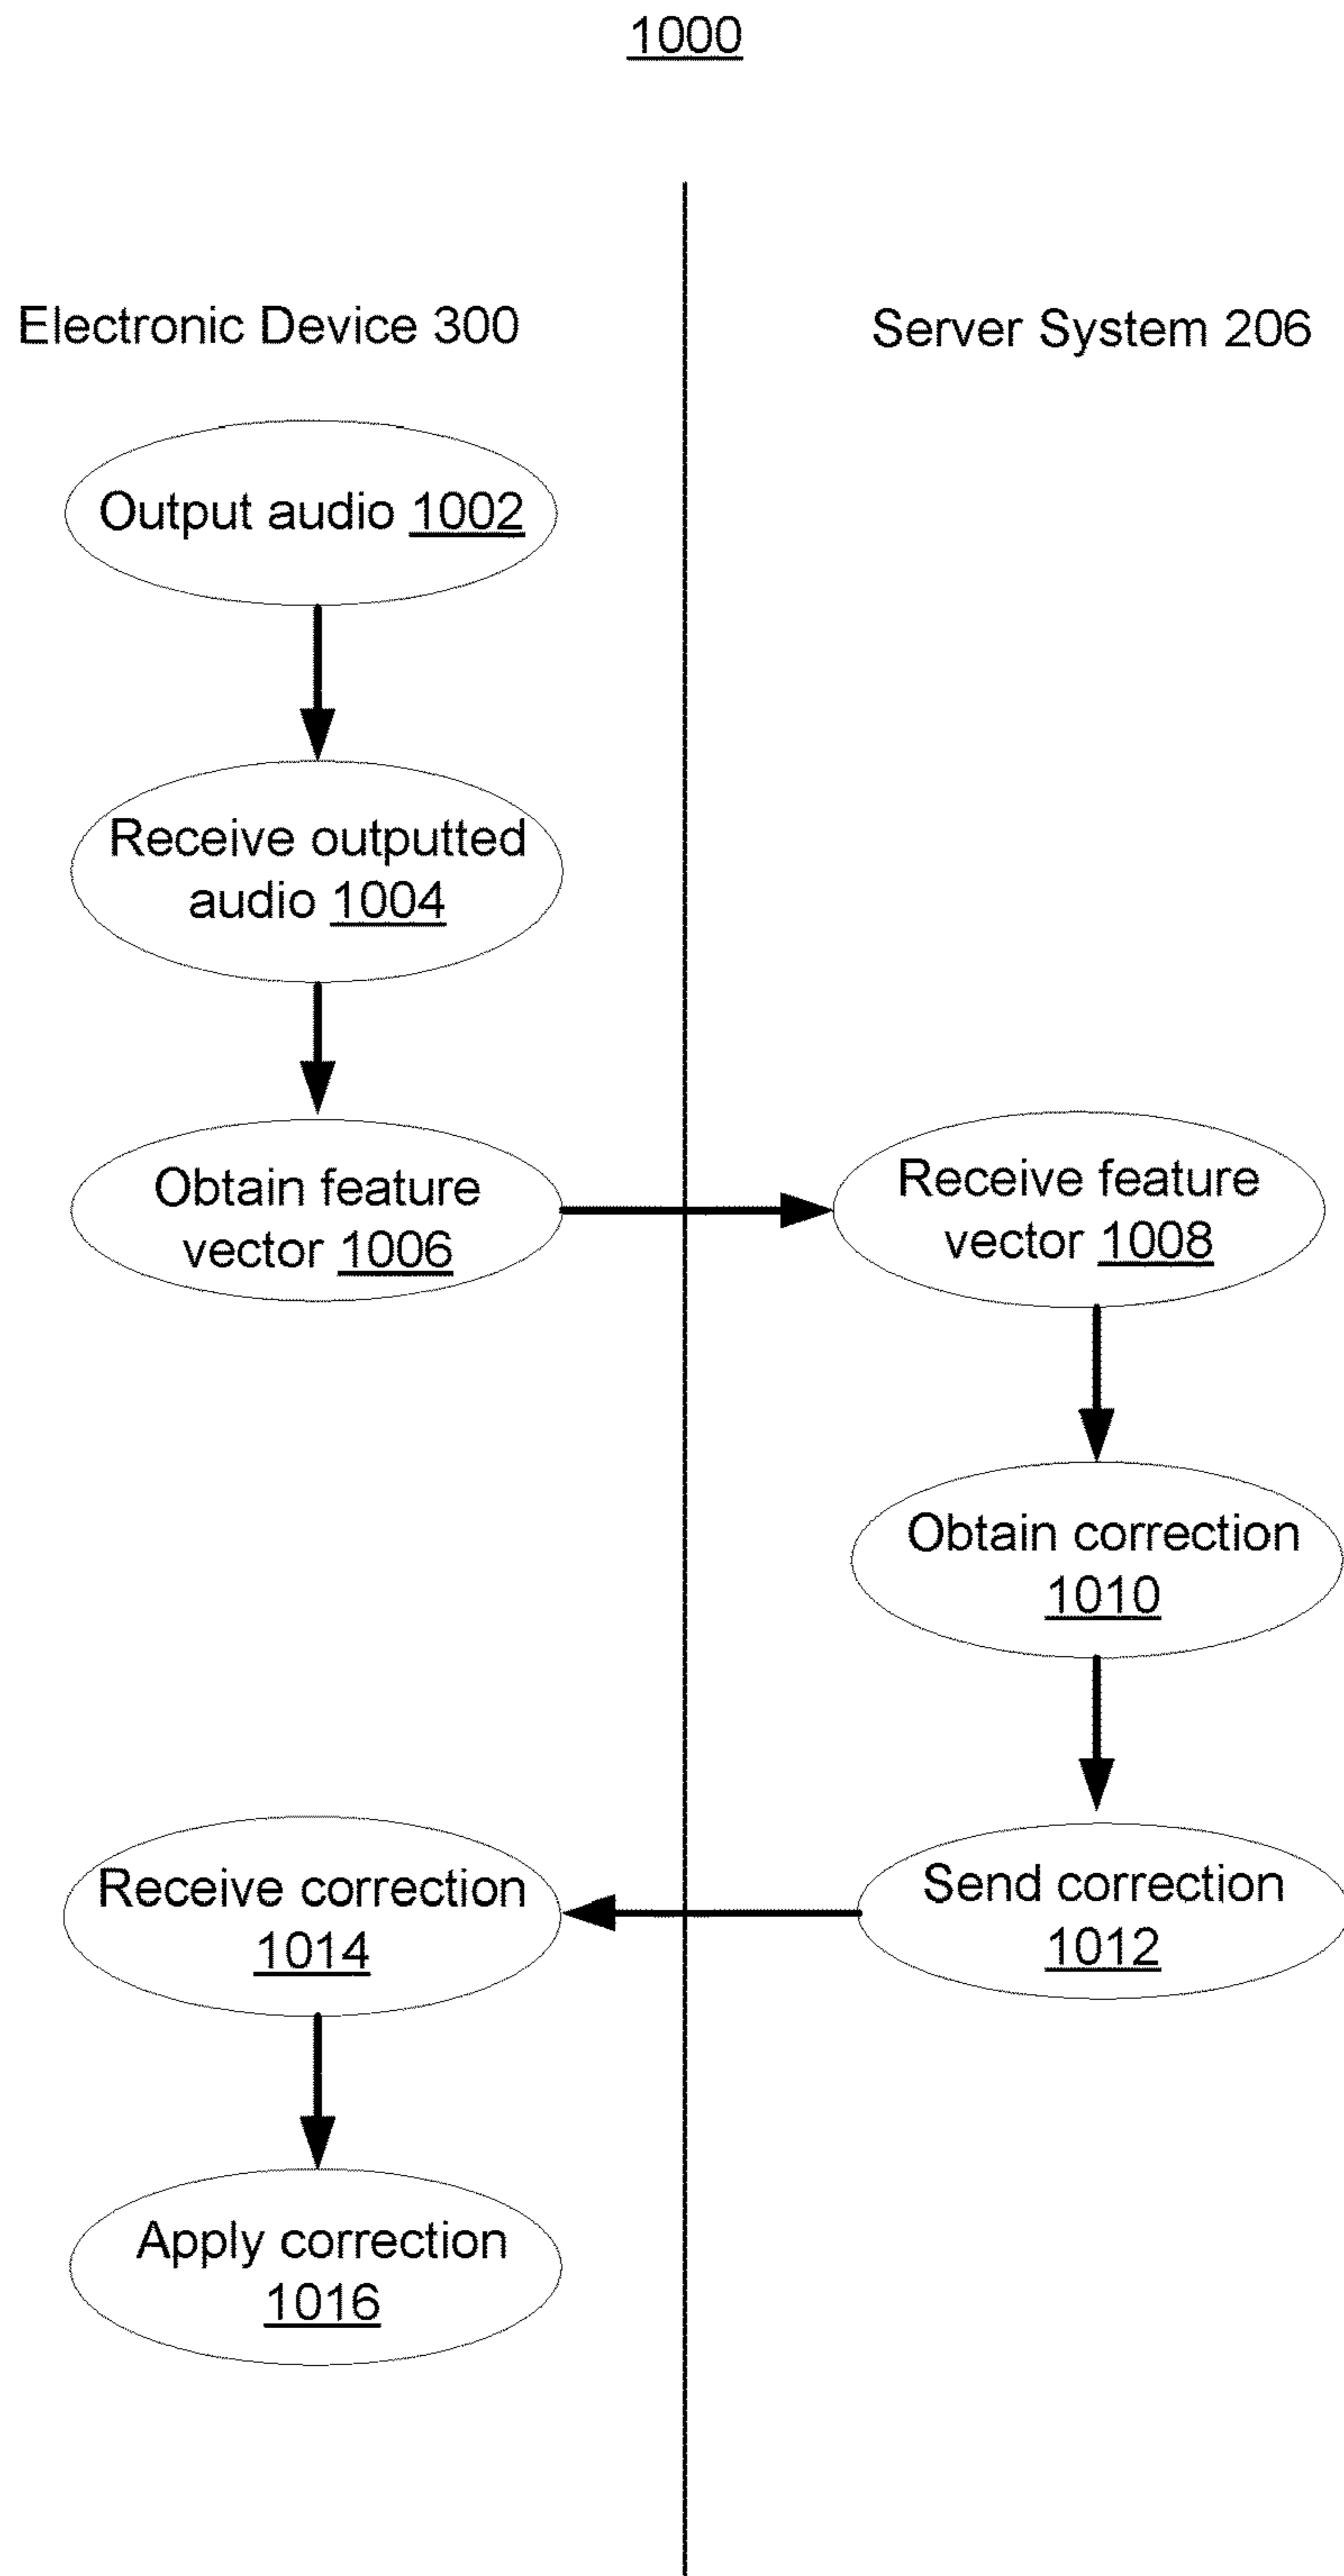 1000
Electronic Device 300
Server System 206
Output audio 1002
Receive outputted
audio 1004
Obtain feature
vector 1006
Receive feature
vector 1008
Obtain correction
1010
Send correction
1012
Receive correction
1014
Apply correction
1016